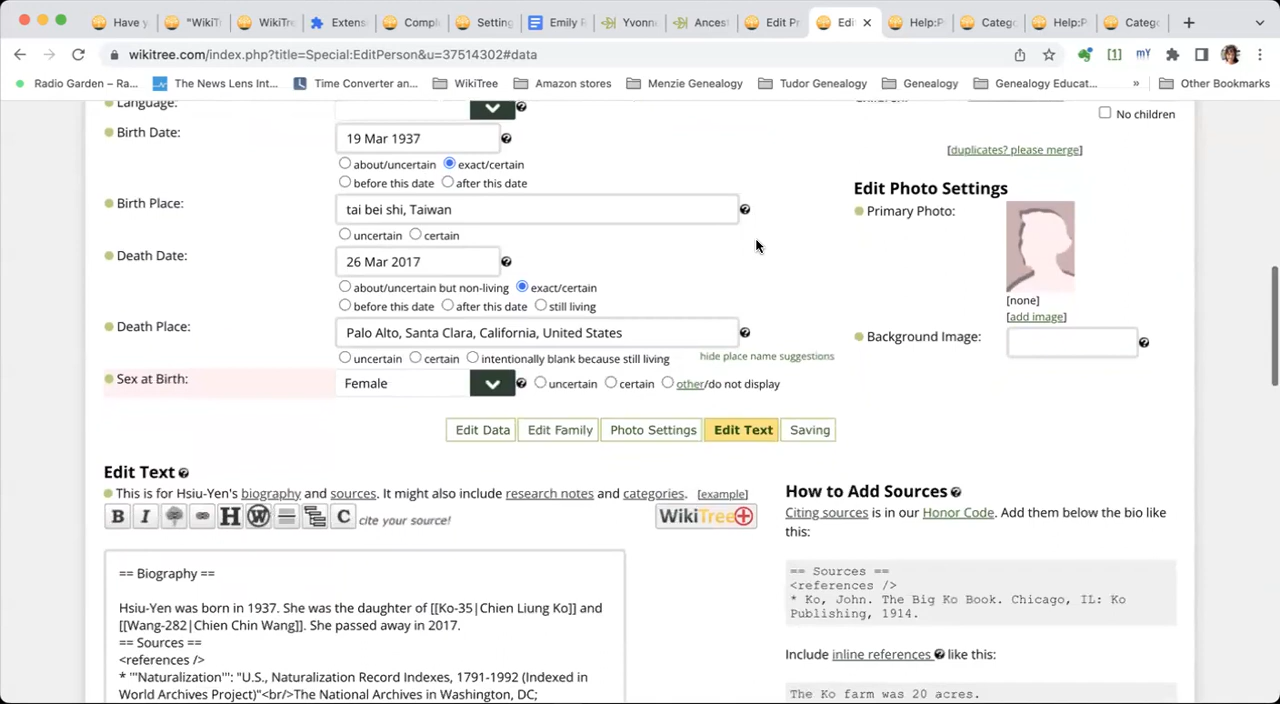 Have y
"WikiTi
WikiTre
Extens
Compl
Setting
Emily R
Yvonne
Ancest
Edit Pr
Edi
Help:P
Catego
Help:P
Catego
wikitree.com/index.php?title=Special:EditPerson&u=37514302#data
Radio Garden – Ra...
The News Lens Int...
Time Converter an...
WikiTree
Amazon stores
Menzie Genealogy
Tudor Genealogy
Genealogy
Genealogy Educat...
»
Other Bookmarks
Language:
No children
Birth Date:
19 Mar 1937
about/uncertain exact/certain
before this date after this date
[duplicates? please merge]
Birth Place:
tai bei shi, Taiwan
uncertain certain
Death Date:
26 Mar 2017
about/uncertain but non-living exact/certain
before this date after this date still living
Death Place:
Palo Alto, Santa Clara, California, United States
uncertain certain intentionally blank because still living
hide place name suggestions
Sex at Birth:
Female
uncertain certain other/do not display
Edit Photo Settings
Primary Photo:
[none]
[add image]
Background Image:
Edit Data
Edit Family
Photo Settings
Edit Text
Saving
Edit Text
This is for Hsiu-Yen's biography and sources. It might also include research notes and categories. [example]
B I H W C cite your source!
WikiTree+
== Biography ==
Hsiu-Yen was born in 1937. She was the daughter of [[Ko-35|Chien Liung Ko]] and
[[Wang-282|Chien Chin Wang]]. She passed away in 2017.
== Sources ==
<references />
* '''Naturalization''': "U.S., Naturalization Record Indexes, 1791-1992 (Indexed in
World Archives Project)"<br/>The National Archives in Washington, DC;
How to Add Sources
Citing sources is in our Honor Code. Add them below the bio like
this:
== Sources ==
<references />
* Ko, John. The Big Ko Book. Chicago, IL: Ko
Publishing, 1914.
Include inline references like this:
The Ko farm was 20 acres.